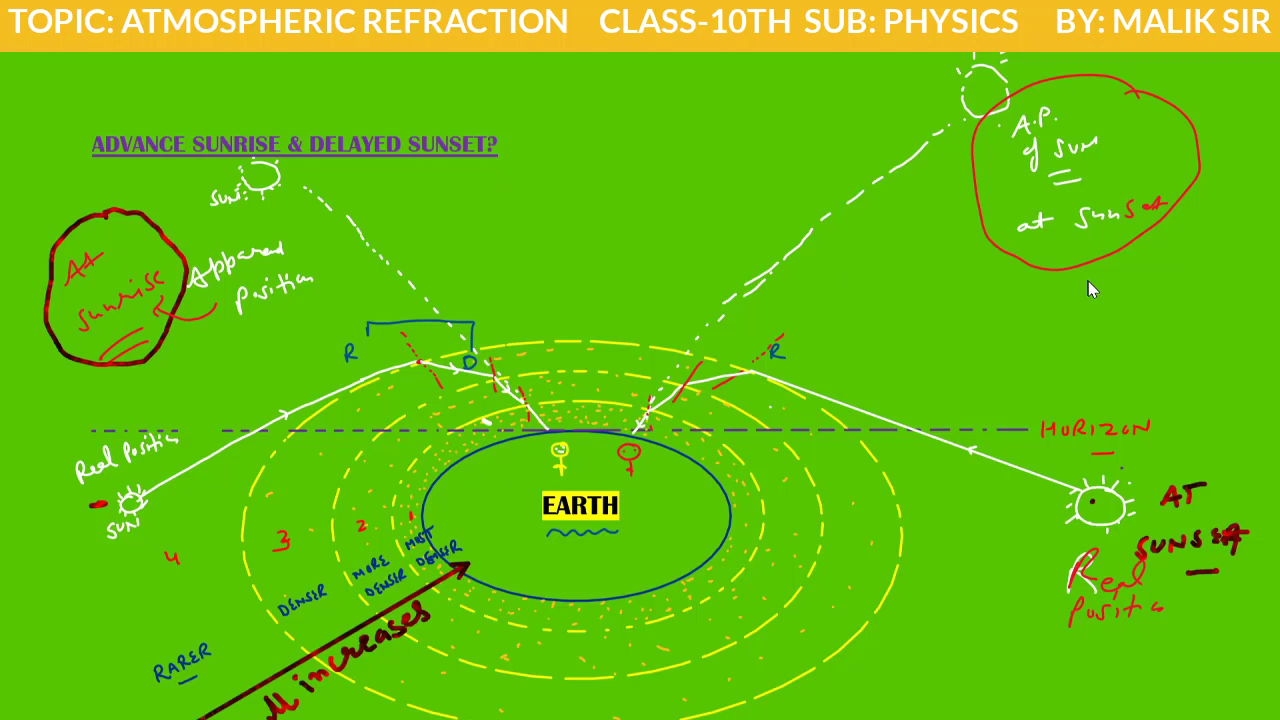 TOPIC: ATMOSPHERIC REFRACTION CLASS-10TH SUB: PHYSICS BY: MALIK SIR
ADVANCE SUNRISE & DELAYED SUNSET?
A.P.
of SUN
at Sunset
SUN
At
Sunrise
Apparent
Position
R
D
R
Real Position
SUN
HORIZON
AT
SUNSET
Real
Position
EARTH
1
2
3
4
MOST
DENSER
MORE
DENSER
DENSER
RARER
increases